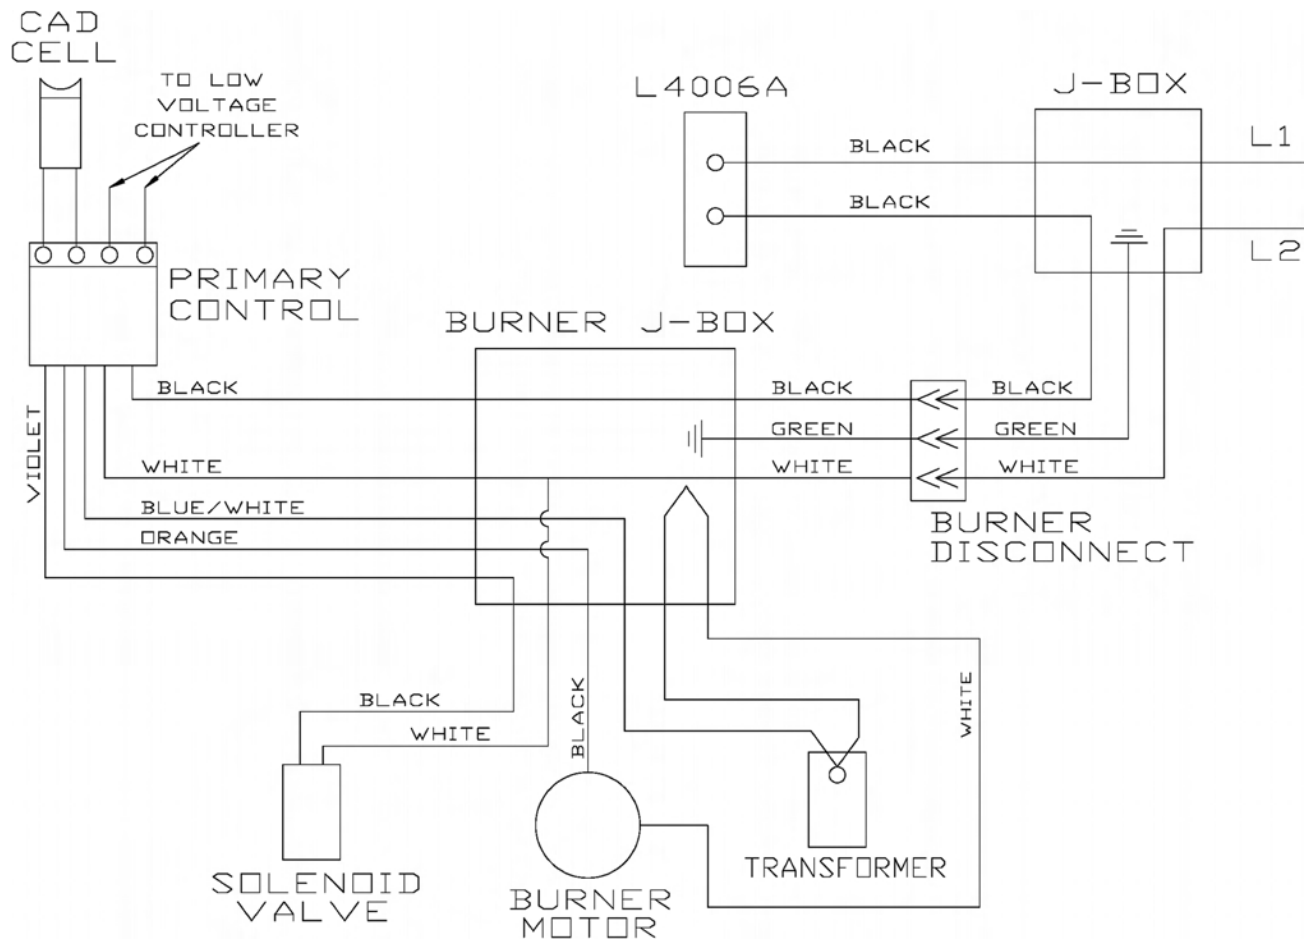 CAD
CELL
TO LOW
VOLTAGE
CONTROLLER
L4006A
J-BOX
BLACK
L1
BLACK
L2
PRIMARY
CONTROL
BURNER J-BOX
BLACK
BLACK
BLACK
VIOLET
GREEN
GREEN
WHITE
WHITE
WHITE
BLUE/WHITE
ORANGE
BURNER
DISCONNECT
BLACK
WHITE
BLACK
WHITE
SOLENOID
VALVE
BURNER
MOTOR
TRANSFORMER